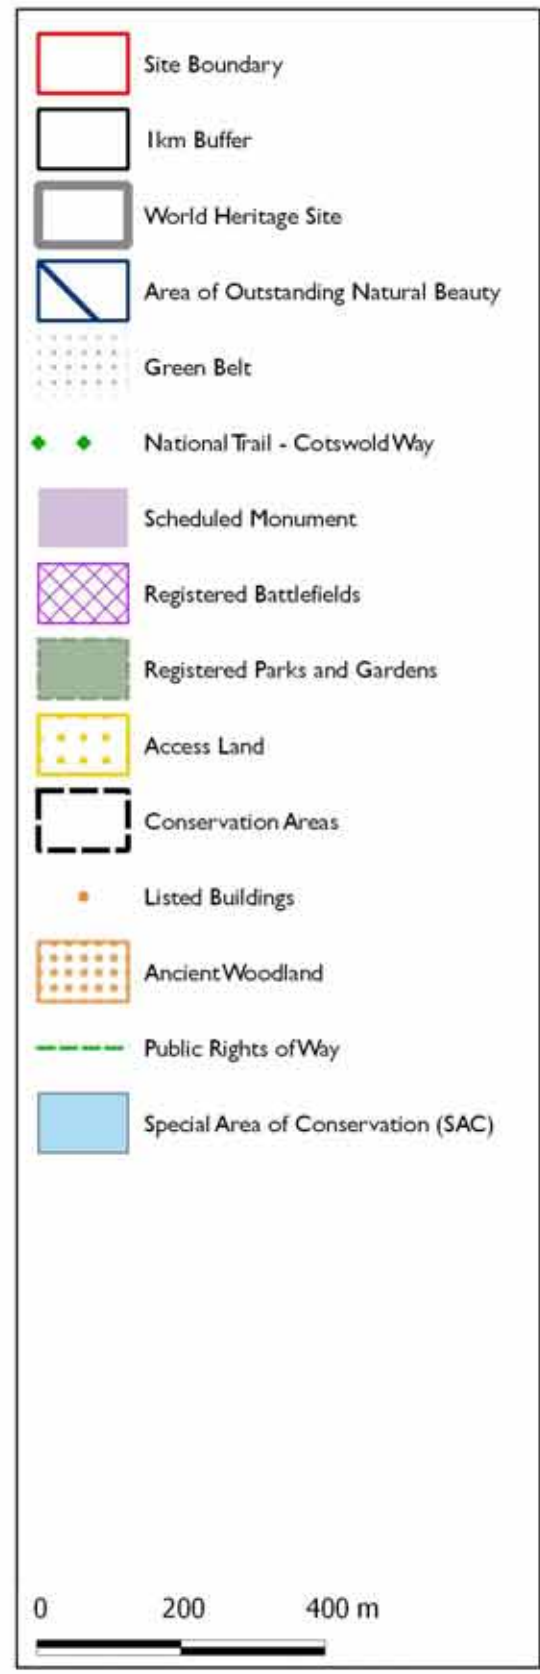 Site Boundary
1km Buffer
World Heritage Site
Area of Outstanding Natural Beauty
Green Belt
National Trail - Cotswold Way
Scheduled Monument
Registered Battlefields
Registered Parks and Gardens
Access Land
Conservation Areas
Listed Buildings
Ancient Woodland
Public Rights of Way
Special Area of Conservation (SAC)
0 200 400 m